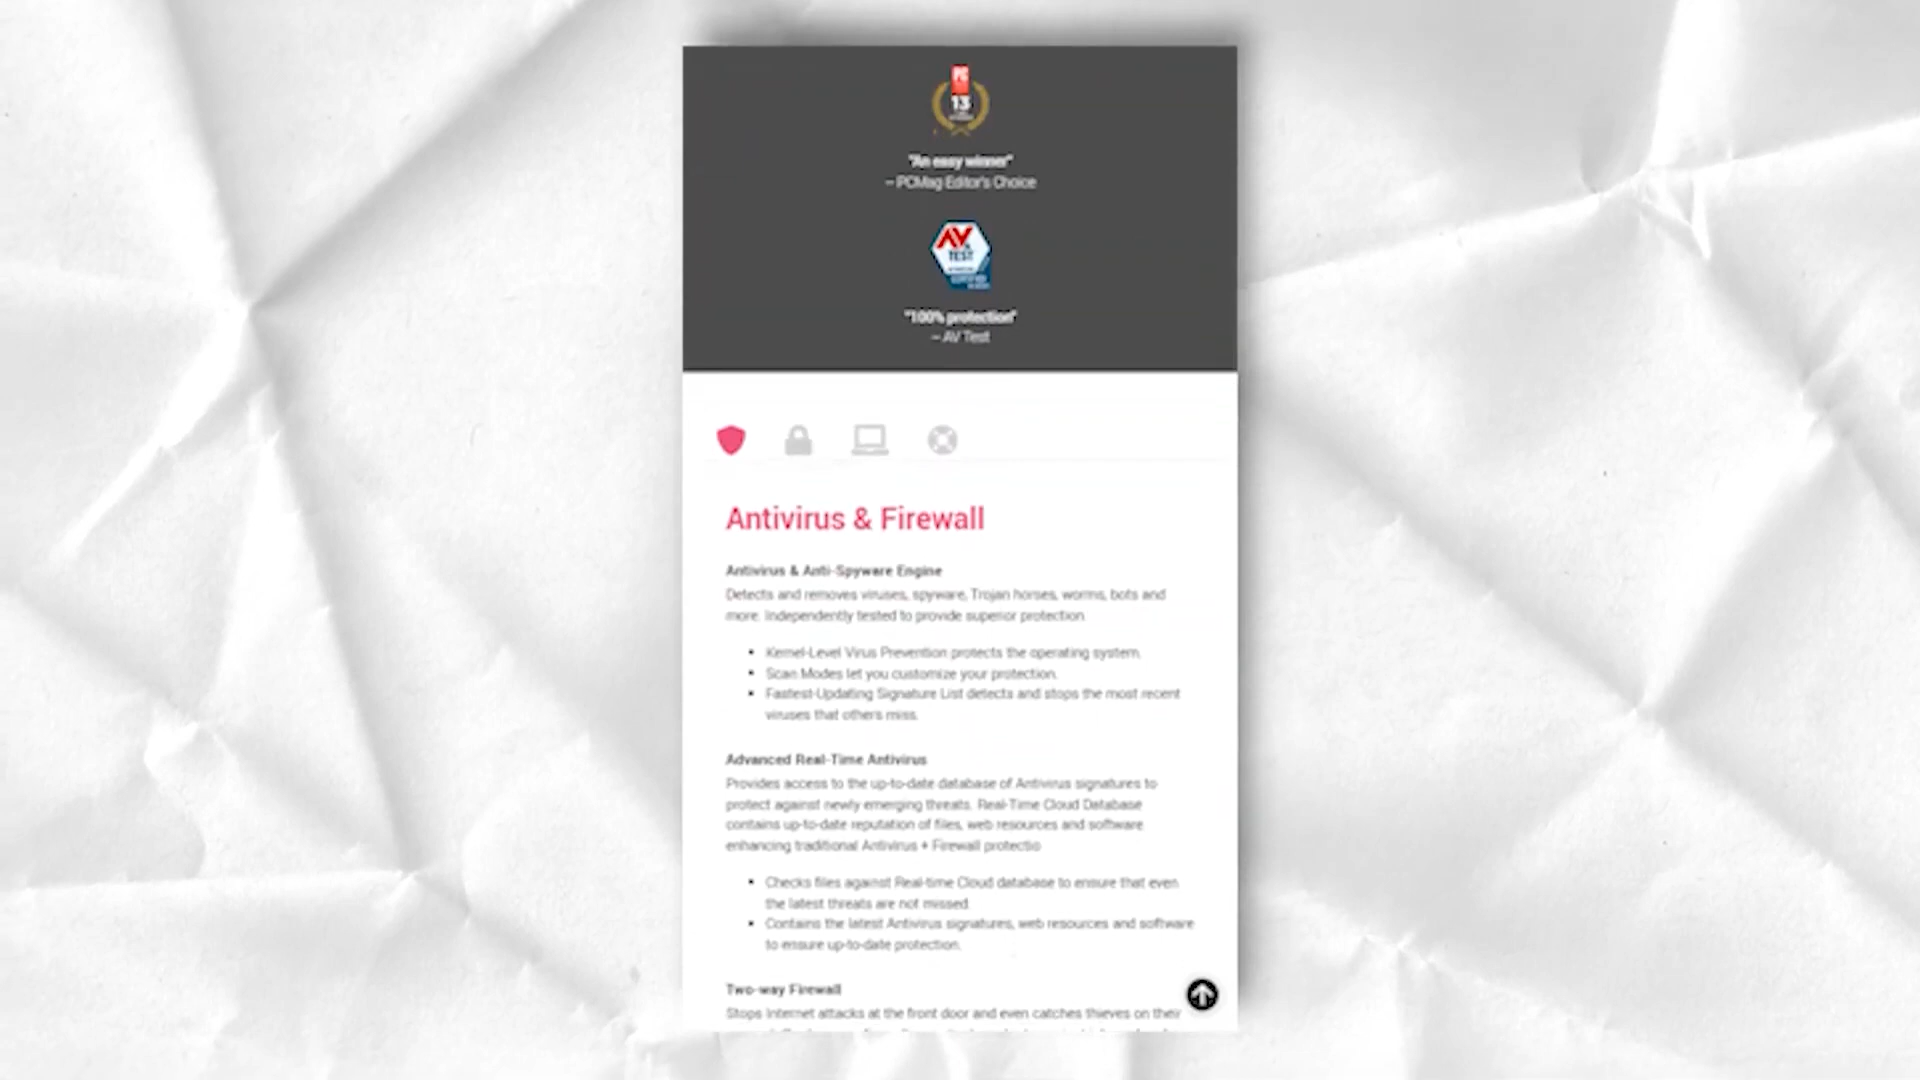 PC
13
"An easy winner"
– PCMag Editor's Choice
AV
TEST
"100% protection"
– AV Test
Antivirus & Firewall
Antivirus & Anti-Spyware Engine
Detects and removes viruses, spyware, Trojan horses, worms, bots and
more. Independently tested to provide superior protection.
Kernel-Level Virus Prevention protects the operating system.
Scan Modes let you customize your protection.
Fastest-Updating Signature List detects and stops the most recent
viruses that others miss.
Advanced Real-Time Antivirus
Provides access to the up-to-date database of Antivirus signatures to
protect against newly emerging threats. Real-Time Cloud Database
contains up-to-date reputation of files, web resources and software
enhancing traditional Antivirus + Firewall protectio
Checks files against Real-time Cloud database to ensure that even
the latest threats are not missed.
Contains the latest Antivirus signatures, web resources and software
to ensure up-to-date protection.
Two-way Firewall
Stops Internet attacks at the front door and even catches thieves on their